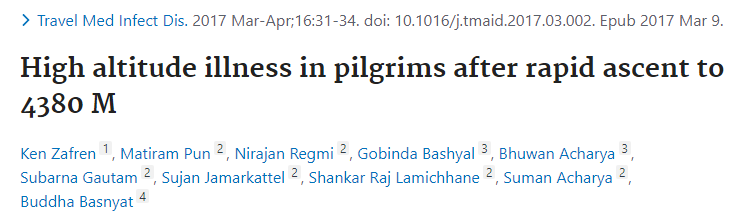 Travel Med Infect Dis. 2017 Mar-Apr;16:31-34. doi: 10.1016/j.tmaid.2017.03.002. Epub 2017 Mar 9.
High altitude illness in pilgrims after rapid ascent to
4380 M
Ken Zafren 1, Matiram Pun 2, Nirajan Regmi 2, Gobinda Bashyal 3, Bhuwan Acharya 3,
Subarna Gautam 2, Sujan Jamarkattel 2, Shankar Raj Lamichhane 2, Suman Acharya 2,
Buddha Basnyat 4